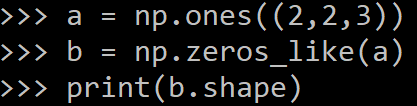 >>> a = np.ones((2,2,3))
>>> b = np.zeros_like(a)
>>> print(b.shape)